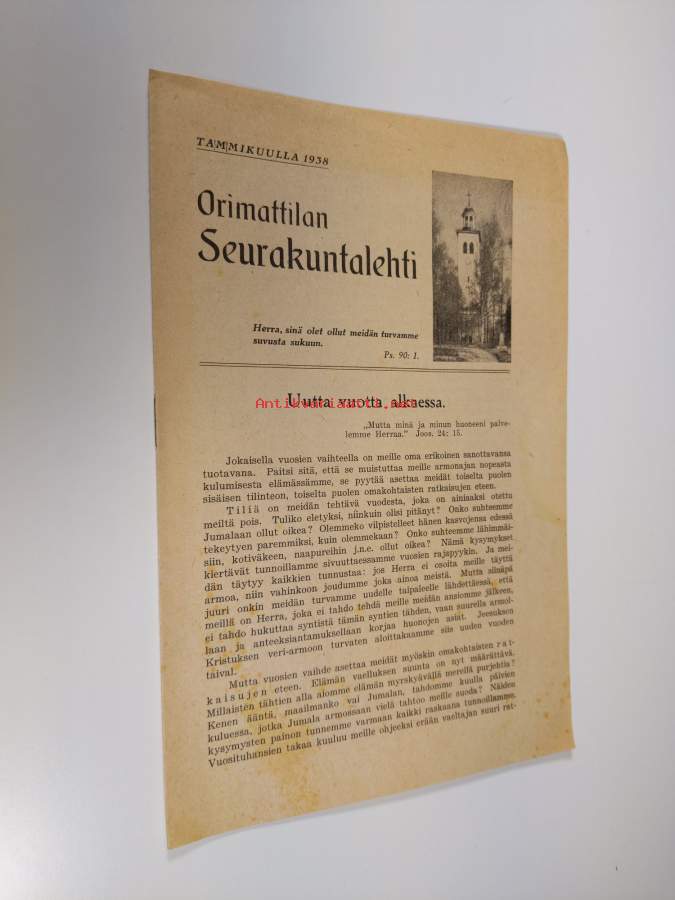 TAMMIKUULLA 1938
Orimattilan
Seurakuntalehti
Herra, sinä olet ollut meidän turvamme
suvusta sukuun.
Ps. 90: 1.
Uutta vuotta alkaessa.
Antikvariaatti.net
„Mutta minä ja minun huoneeni palve-
lemme Herraa." Joos. 24: 15.
Jokaisella vuosien vaihteella on meille oma erikoinen sanottavansa
tuotavana. Paitsi sitä, että se muistuttaa meille armonajan nopeasta
kulumisesta elämässämme, se pyytää asettaa meidät toiselta puolen
sisäisen tilinteon, toiselta puolen omakohtaisten ratkaisujen eteen.
Tiliä on meidän tehtävä vuodesta, joka on ainiaaksi otettu
meiltä pois. Tuliko eletyksi, niinkuin olisi pitänyt? Onko suhteemme
Jumalaan ollut oikea? Olemmeko vilpistelleet hänen kasvojensa edessä
tekeytyen paremmiksi, kuin olemmekaan? Onko suhteemme lähimmäi-
siin, kotiväkeen, naapureihin j.n.e. ollut oikea? Nämä kysymykset
kiertävät tunnoillamme sivuuttaessamme vuosien rajapyykin. Ja mei-
dän täytyy kaikkien tunnustaa: jos Herra ei osoita meille täyttä
armoa, niin vahinkoon joudumme joka ainoa meistä. Mutta siinäpä
juuri onkin meidän turvamme uudelle taipaleelle lähdettäessä, että
meillä on Herra, joka ei tahdo tehdä meille meidän ansiomme jälkeen,
ei tahdo hukuttaa syntistä tämän syntien tähden, vaan suurella armol-
laan ja anteeksiantamuksellaan korjaa huonojen asiat. Jeesuksen
Kristuksen veri-armoon turvaten aloittakaamme siis uuden vuoden
taival.
Mutta vuosien vaihde asettaa meidät myöskin omakohtaisten rat-
kaisujen eteen. Elämän vaelluksen suunta on nyt määrättävä.
Millaisten tähtien alla aiomme elämän myrskyävällä merellä purjehtia?
Kenen ääntä, maailmanko vai Jumalan, tahdomme kuulla päivien
kuluessa, jotka Jumala armossaan vielä tahtoo meille suoda? Näiden
kysymysten painon tunnemme varmaan kaikki raskaana tunnoillamme.
Vuosituhansien takaa kuuluu meille ohjeeksi erään vaeltajan suuri rat-